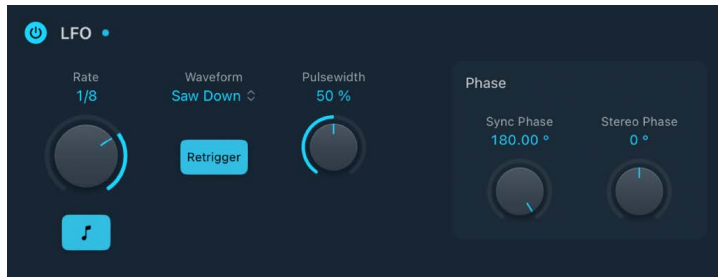 LFO
Rate
1/8
Waveform
Saw Down
Pulsewidth
50 %
Retrigger
Phase
Sync Phase
180.00 °
Stereo Phase
0 °